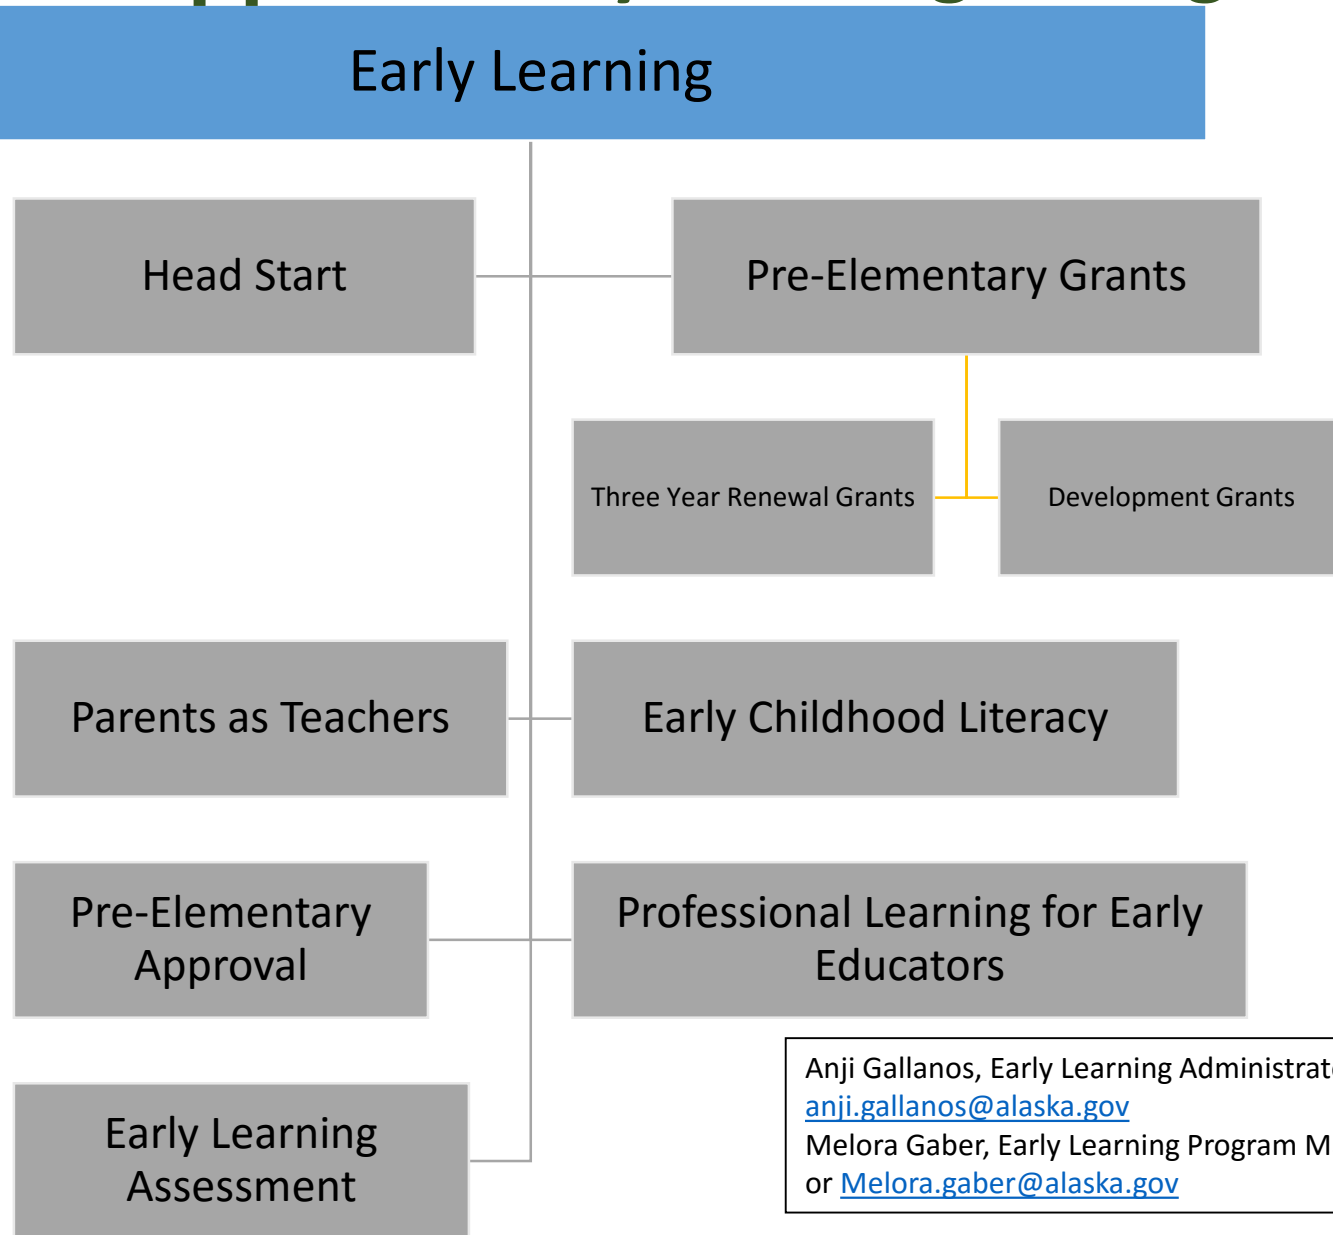 Early Learning
Head Start
Pre-Elementary Grants
Three Year Renewal Grants
Development Grants
Parents as Teachers
Early Childhood Literacy
Pre-Elementary
Approval
Professional Learning for Early
Educators
Early Learning
Assessment
Anji Gallanos, Early Learning
anji.gallanos@alaska.gov
Melora Gaber, Early Learning Program
or Melora.gaber@alaska.gov